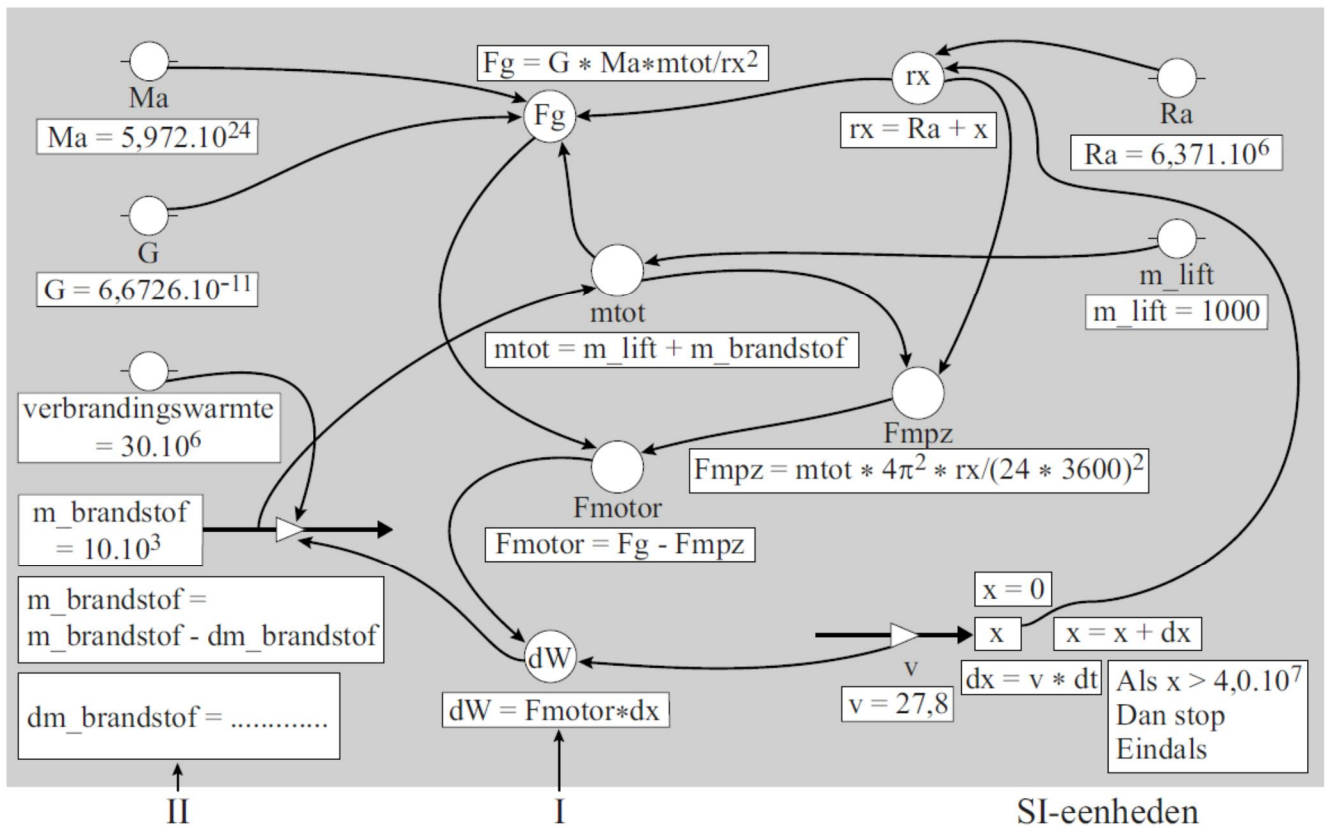 Ma
Ma = 5,972.10²⁴
G
G = 6,6726.10⁻¹¹
verbrandingswarmte
= 30.10⁶
m_brandstof
= 10.10³
m_brandstof =
m_brandstof - dm_brandstof
dm_brandstof = .............
II
Fg = G * Ma*mtot/rx²
Fg
mtot
mtot = m_lift + m_brandstof
Fmotor
Fmotor = Fg - Fmpz
dW
dW = Fmotor*dx
I
rx
rx = Ra + x
Ra
Ra = 6,371.10⁶
m_lift
m_lift = 1000
Fmpz
Fmpz = mtot * 4π² * rx/(24 * 3600)²
x = 0
x
x = x + dx
v
v = 27,8
dx = v * dt
Als x > 4,0.10⁷
Dan stop
Eindals
SI-eenheden